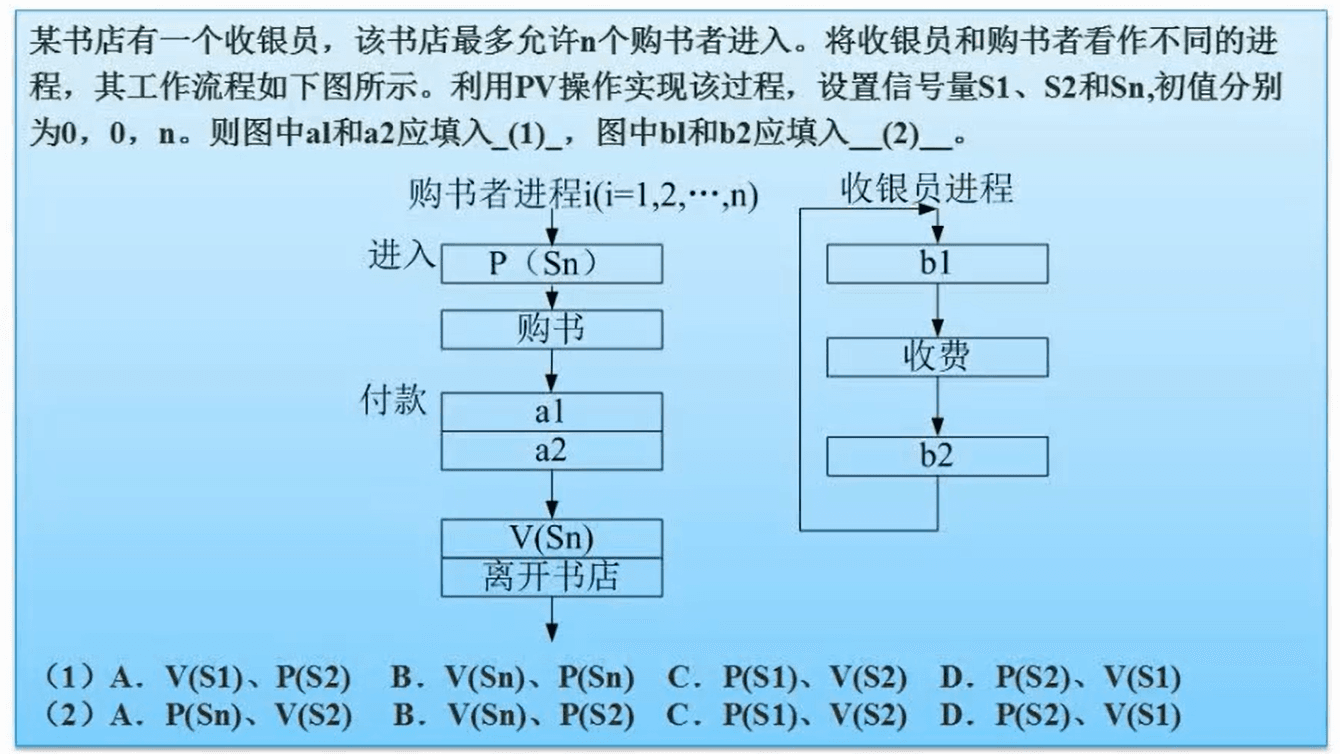 某书店有一个收银员，该书店最多允许n个购书者进入。将收银员和购书者看作不同的进
程，其工作流程如下图所示。利用PV操作实现该过程，设置信号量S1、S2和Sn,初值分别
为0，0，n。则图中al和a2应填入_(1)_，图中bl和b2应填入__(2)__。
购书者进程i(i=1,2,⋯,n)
收银员进程
进入
P（Sn）
b1
购书
收费
付款
a1
a2
b2
V(Sn)
离开书店
（1）A．V(S1)、P(S2) B．V(Sn)、P(Sn) C．P(S1)、V(S2) D．P(S2)、V(S1)
（2）A．P(Sn)、V(S2) B．V(Sn)、P(S2) C．P(S1)、V(S2) D．P(S2)、V(S1)